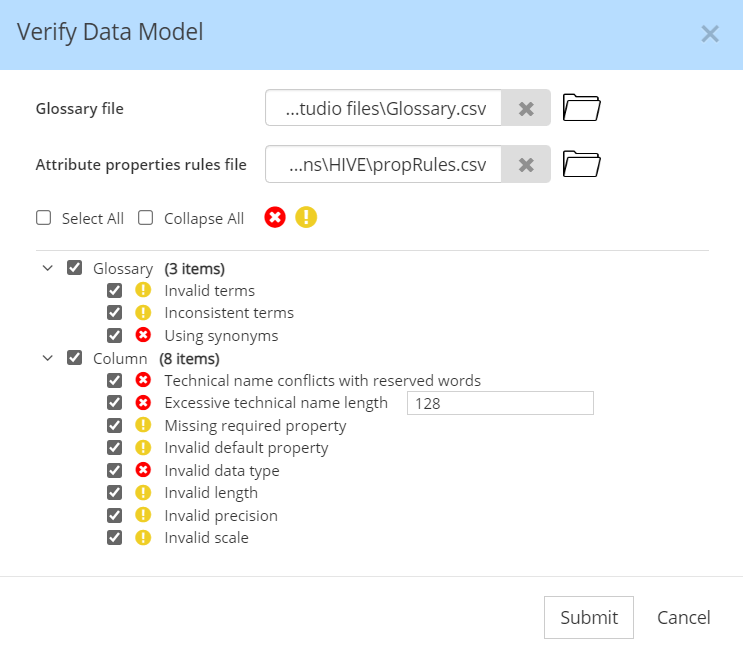 Verify Data Model
Glossary file ...tudio files\Glossary.csv
Attribute properties rules file ...ns\HIVE\propRules.csv
Select All Collapse All
Glossary (3 items)
Invalid terms
Inconsistent terms
Using synonyms
Column (8 items)
Technical name conflicts with reserved words
Excessive technical name length 128
Missing required property
Invalid default property
Invalid data type
Invalid length
Invalid precision
Invalid scale
Submit Cancel